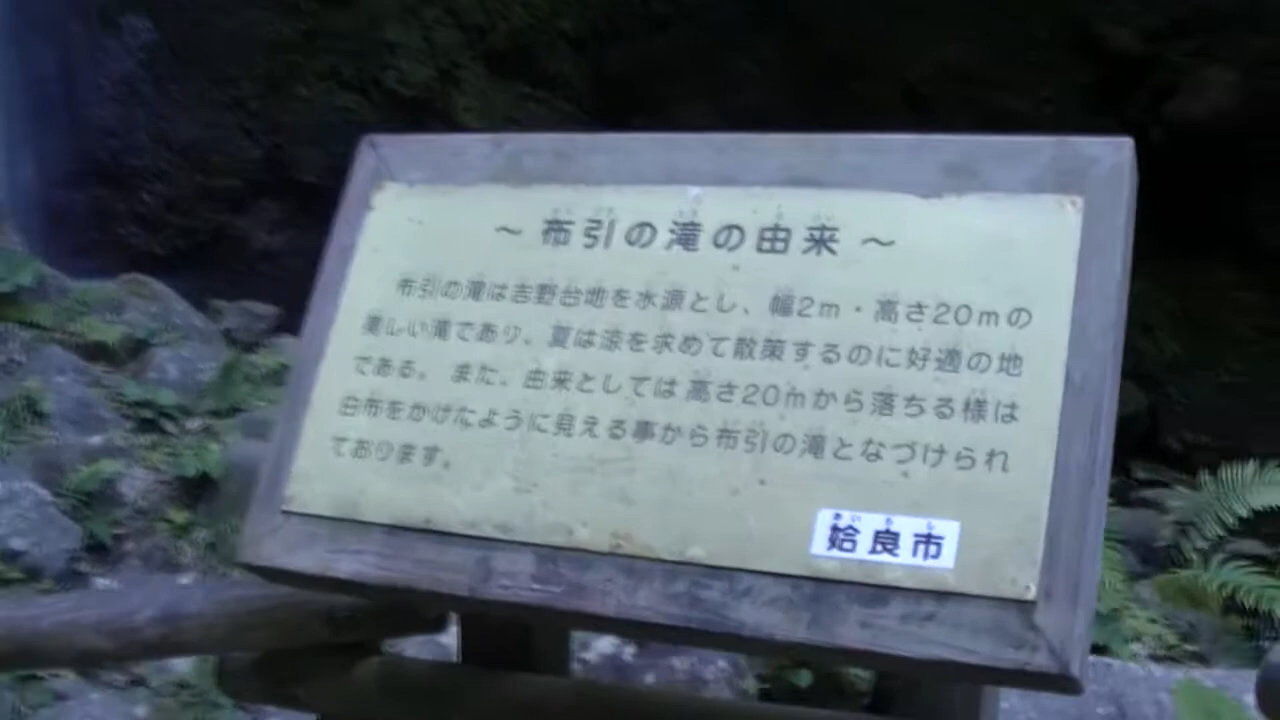 ～ 布引の滝の由来 ～
布引の滝は吉野台地を水源とし、幅2m・高さ20mの
美しい滝であり、夏は涼を求めて散策するのに好適の地
である。また、由来としては高さ20mから落ちる様は
白布をかけたように見える事から布引の滝となづけられ
ております。
あいらし
姶良市